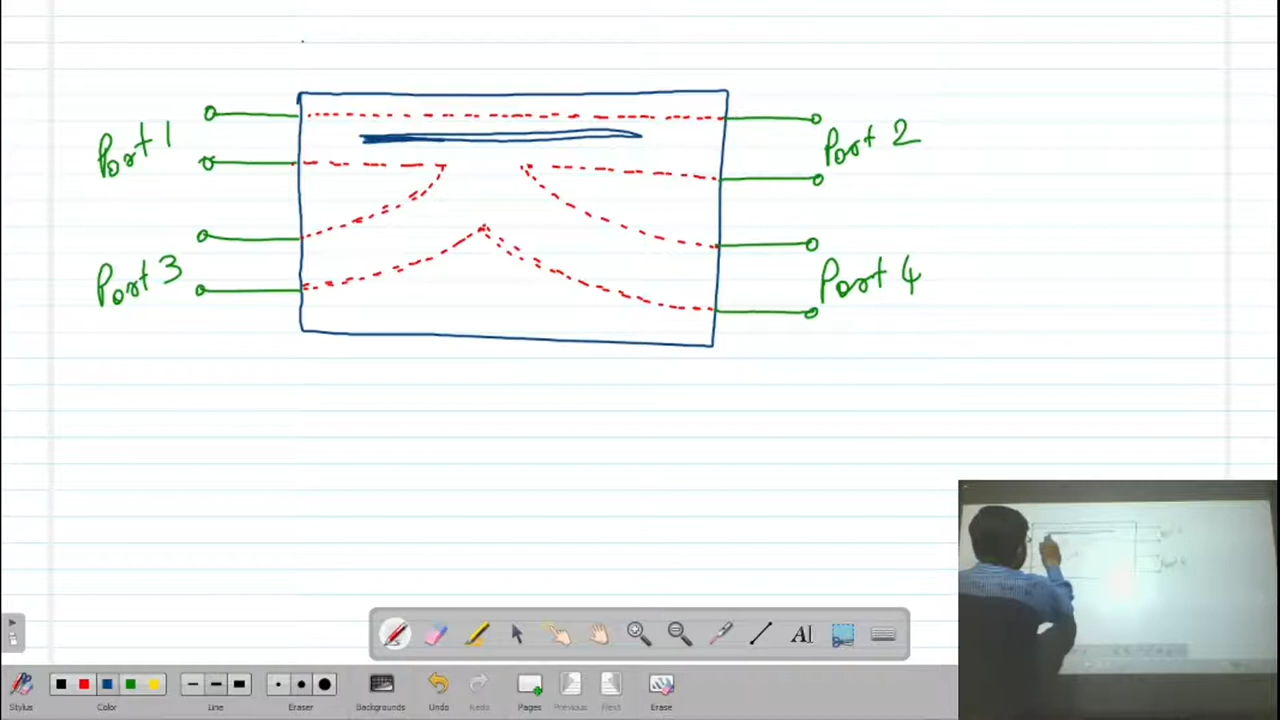 Port 1
Port 2
Port 3
Port 4
AI
Stylus
Color
Line
Eraser
Backgrounds
Undo
Redo
Pages
Previous
Next
Erase